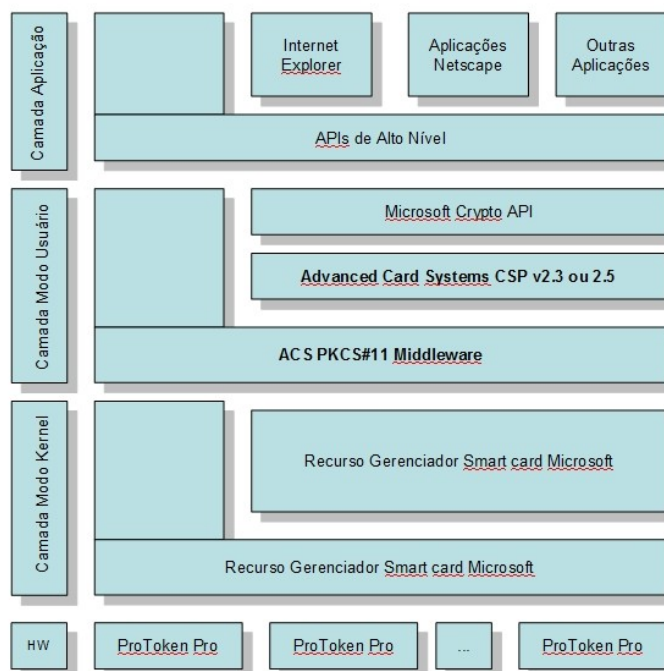 Camada Aplicação
Internet
Explorer
Aplicações
Netscape
Outras
Aplicações
APIs de Alto Nível
Camada Modo Usuário
Microsoft Crypto API
Advanced Card Systems CSP v2.3 ou 2.5
ACS PKCS#11 Middleware
Camada Modo Kernel
Recurso Gerenciador Smart card Microsoft
Recurso Gerenciador Smart card Microsoft
HW
ProToken Pro
ProToken Pro
...
ProToken Pro